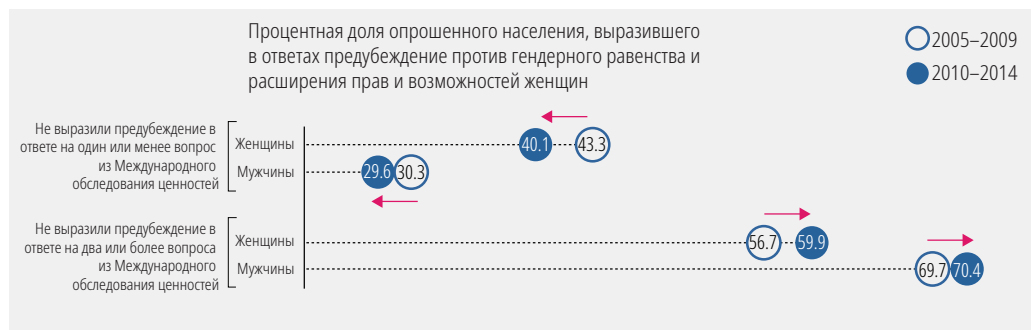 Процентная доля опрошенного населения, выразившего
в ответах предубеждение против гендерного равенства и
расширения прав и возможностей женщин
2005–2009
2010–2014
Не выразили предубеждение в
ответе на один или менее вопрос
из Международного
обследования ценностей
Женщины
40.1
43.3
Мужчины
29.6
30.3
Не выразили предубеждение в
ответе на два или более вопроса
из Международного
обследования ценностей
Женщины
56.7
59.9
Мужчины
69.7
70.4